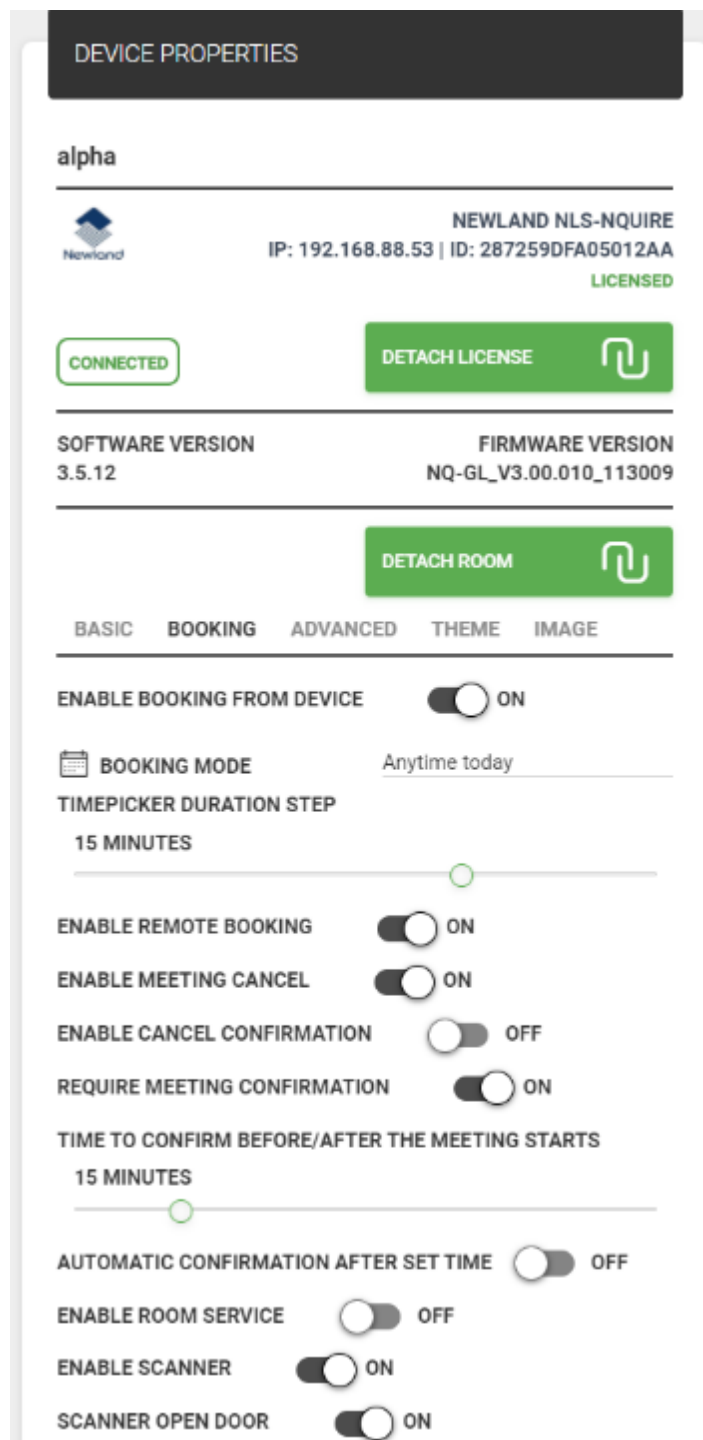 DEVICE PROPERTIES
alpha
Newland
NEWLAND NLS-NQUIRE
IP: 192.168.88.53 | ID: 287259DFA05012AA
LICENSED
CONNECTED
DETACH LICENSE
SOFTWARE VERSION
3.5.12
FIRMWARE VERSION
NQ-GL_V3.00.010_113009
DETACH ROOM
BASIC BOOKING ADVANCED THEME IMAGE
ENABLE BOOKING FROM DEVICE ON
BOOKING MODE Anytime today
TIMEPICKER DURATION STEP
15 MINUTES
ENABLE REMOTE BOOKING ON
ENABLE MEETING CANCEL ON
ENABLE CANCEL CONFIRMATION OFF
REQUIRE MEETING CONFIRMATION ON
TIME TO CONFIRM BEFORE/AFTER THE MEETING STARTS
15 MINUTES
AUTOMATIC CONFIRMATION AFTER SET TIME OFF
ENABLE ROOM SERVICE OFF
ENABLE SCANNER ON
SCANNER OPEN DOOR ON